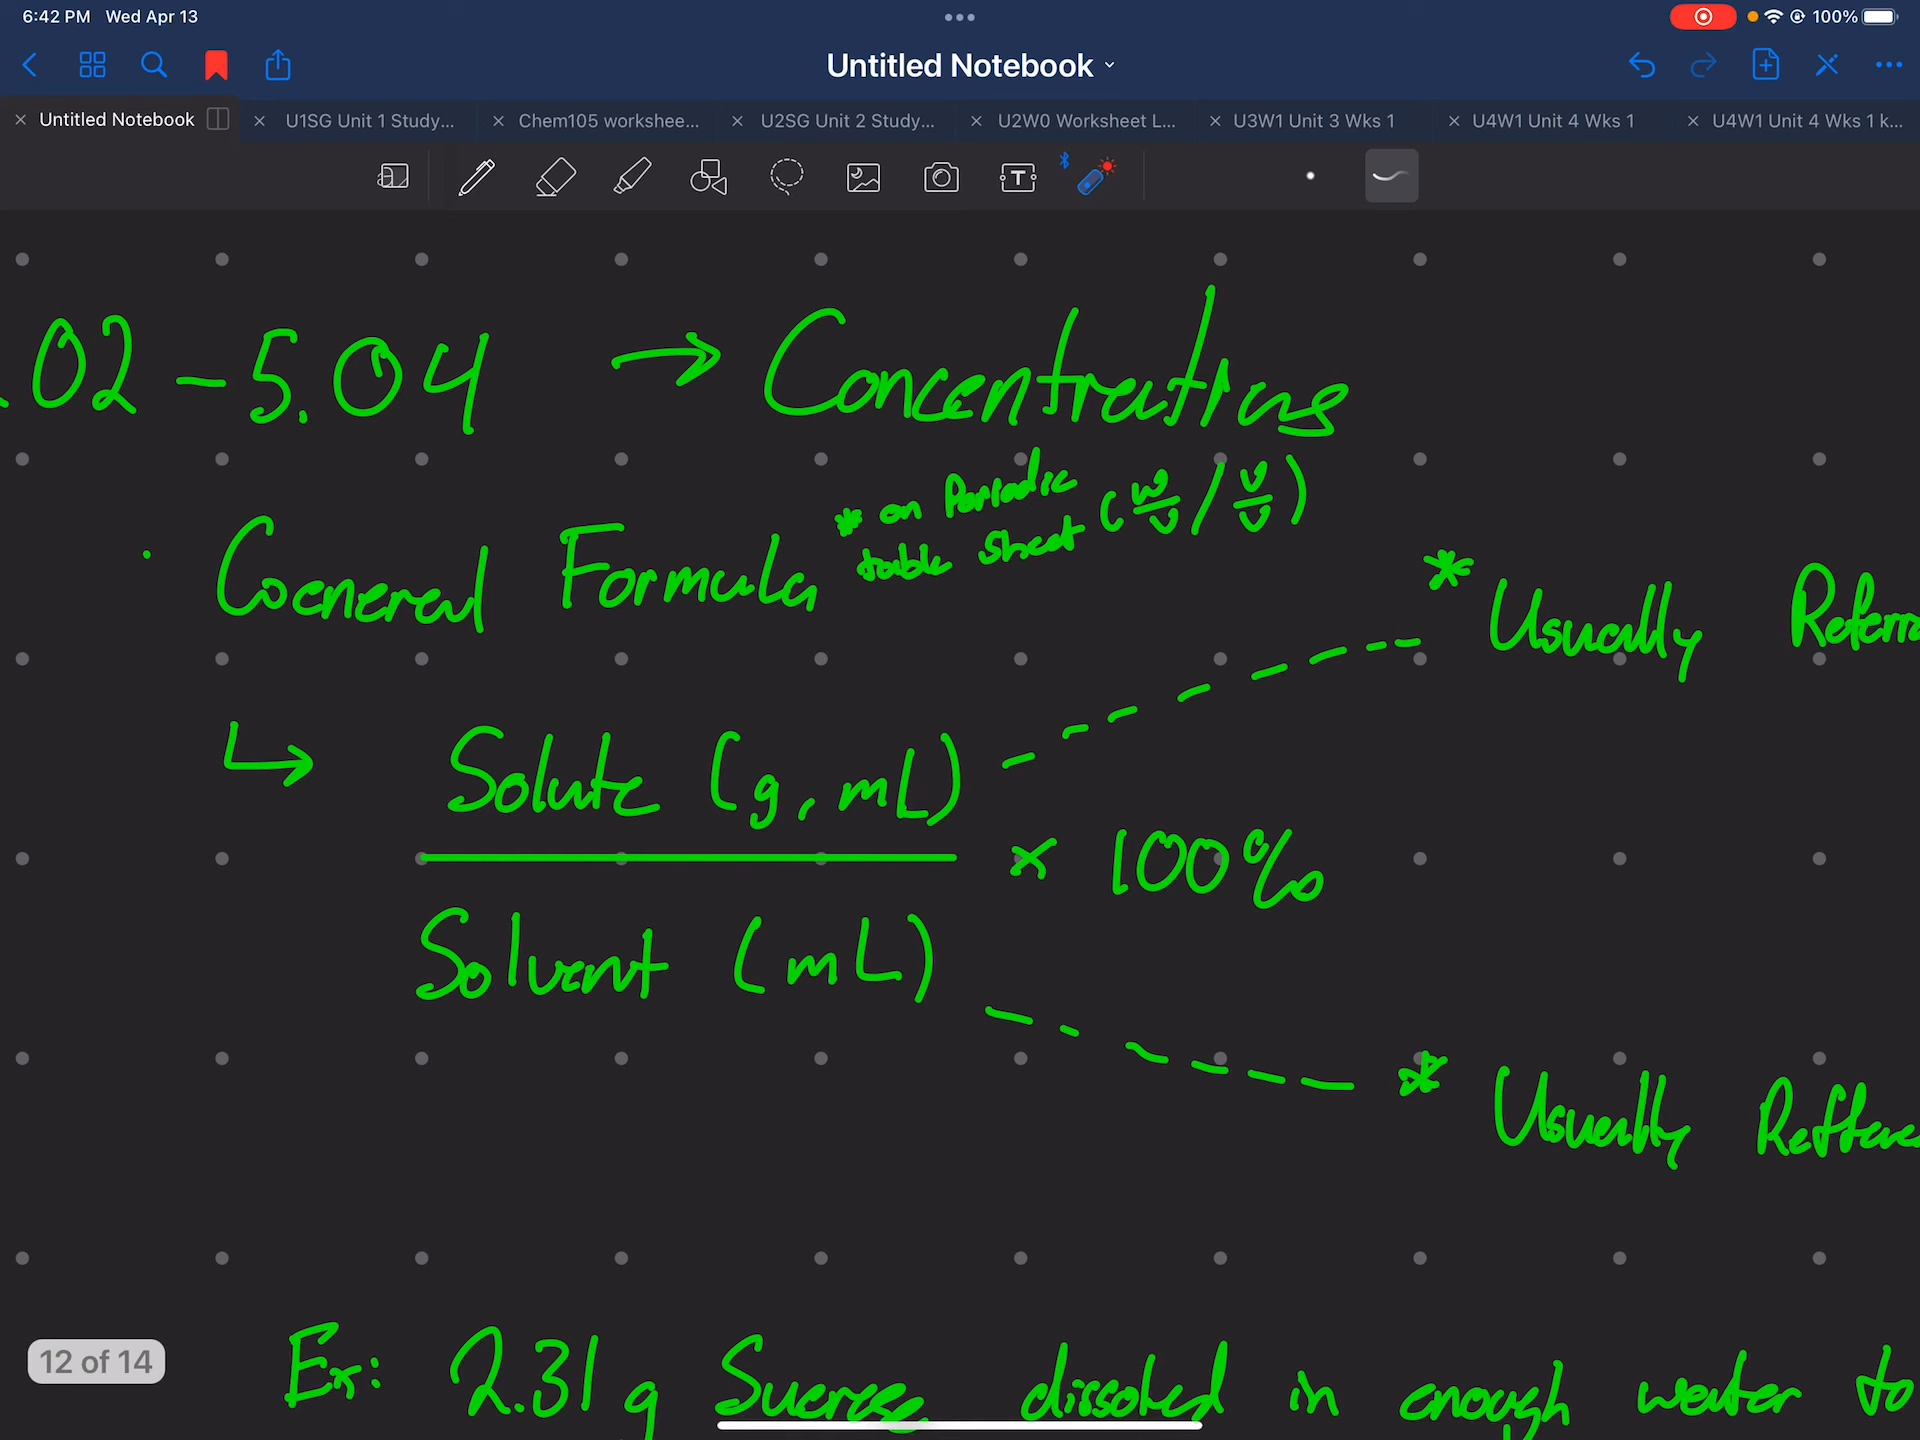 6:42 PM Wed Apr 13
100%
Untitled Notebook
Untitled Notebook
U1SG Unit 1 Study...
Chem105 workshee...
U2SG Unit 2 Study...
U2W0 Worksheet L...
U3W1 Unit 3 Wks 1
U4W1 Unit 4 Wks 1
U4W1 Unit 4 Wks 1 k...
.02-5.04 → Concentrations
General Formula * on Periodic table sheet (w/v / v/v)
* Usually Referre
↳ Solute (g, mL)
x 100%
Solvent (mL)
* Usually Reffere
Ex: 2.31 g Sucrose dissolved in enough water to
12 of 14